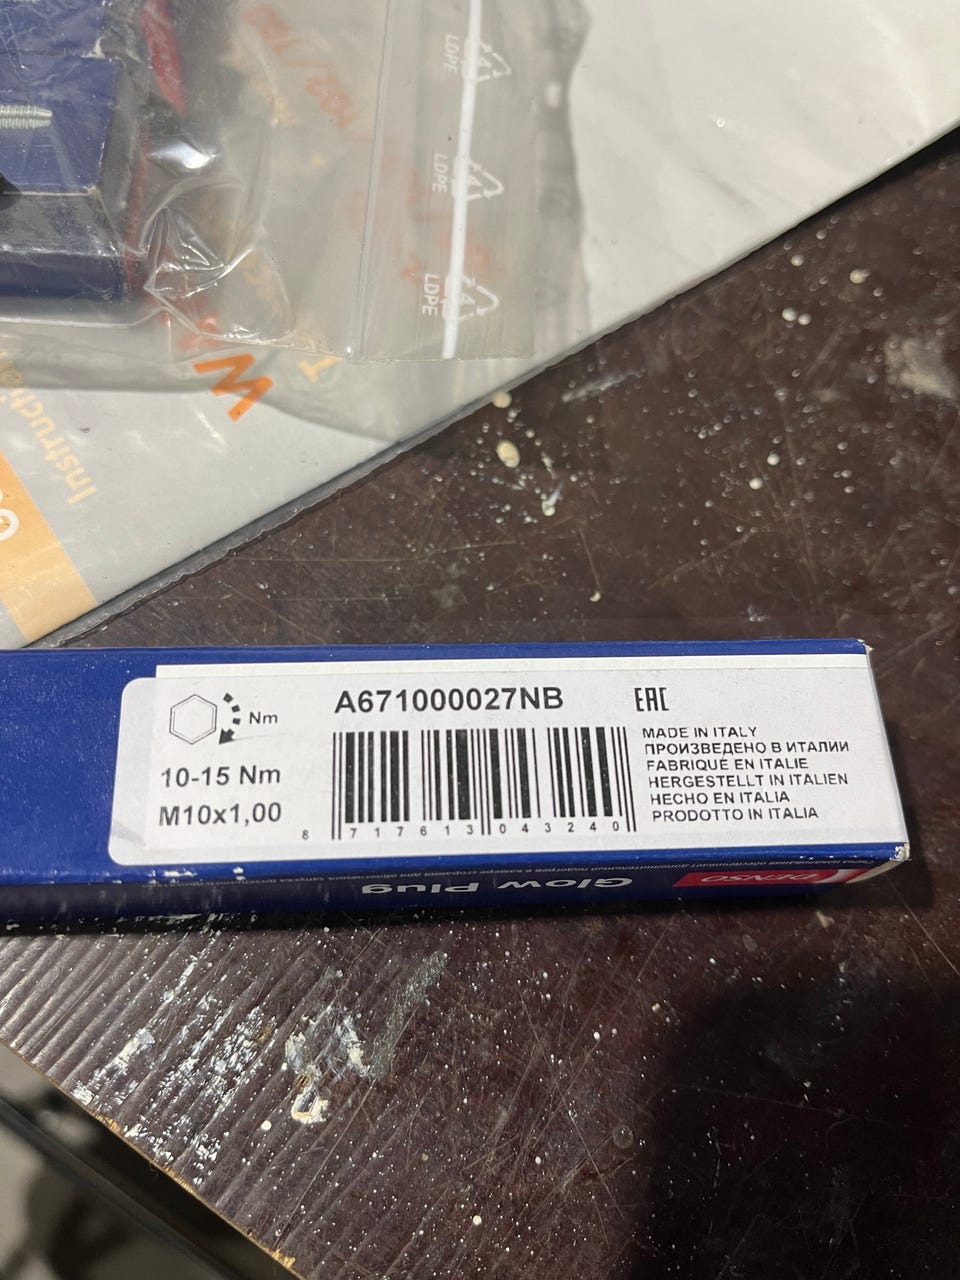 LDPE
LDPE
LDPE
W
T
Instructi
A671000027NB
EAC
Nm
10-15 Nm
M10x1,00
8 717613 043240
MADE IN ITALY
ПРОИЗВЕДЕНО В ИТАЛИИ
FABRIQUÉ EN ITALIE
HERGESTELLT IN ITALIEN
HECHO EN ITALIA
PRODOTTO IN ITALIA
DENSO
Glow Plug